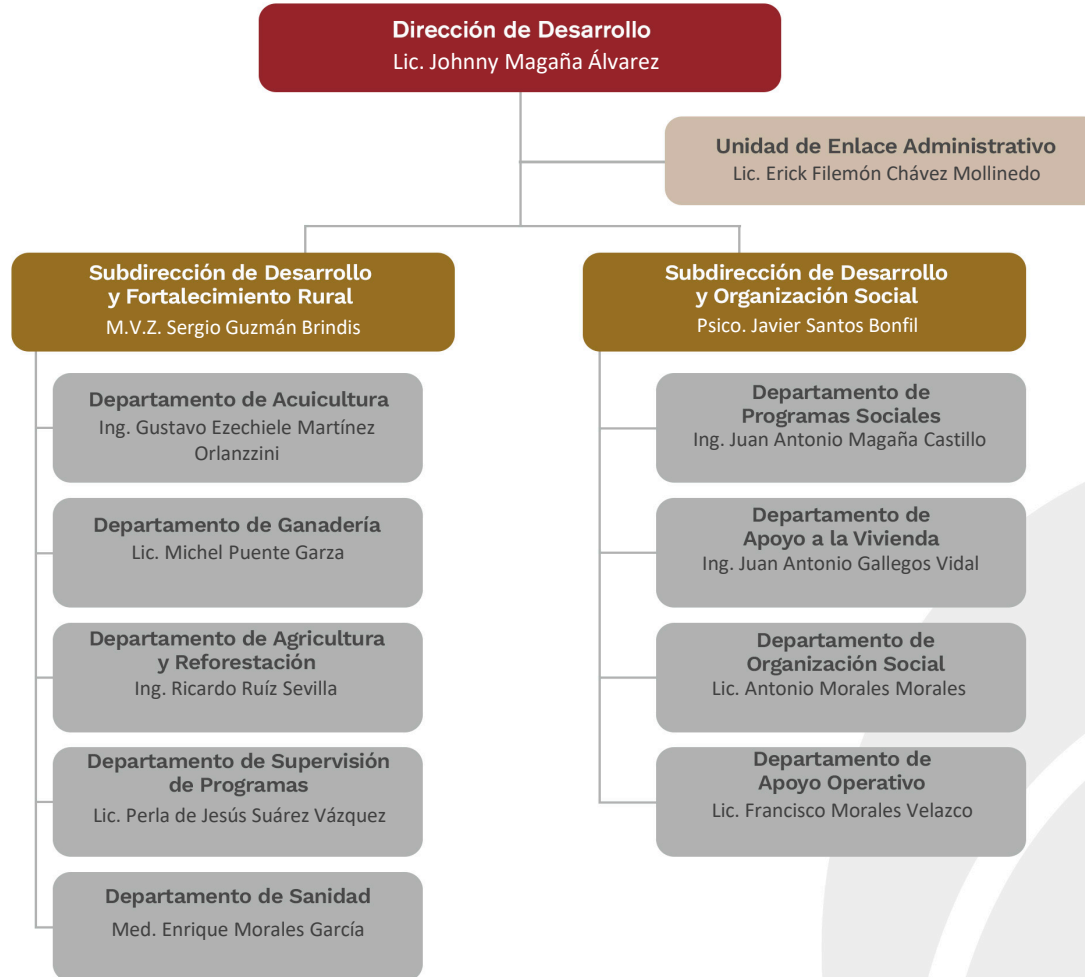 Dirección de Desarrollo
Lic. Johnny Magaña Álvarez
Unidad de Enlace Administrativo
Lic. Erick Filemón Chávez Mollinedo
Subdirección de Desarrollo
y Fortalecimiento Rural
M.V.Z. Sergio Guzmán Brindis
Departamento de Acuicultura
Ing. Gustavo Ezechiele Martínez
Orlanzzini
Departamento de Ganadería
Lic. Michel Puente Garza
Departamento de Agricultura
y Reforestación
Ing. Ricardo Ruíz Sevilla
Departamento de Supervisión
de Programas
Lic. Perla de Jesús Suárez Vázquez
Departamento de Sanidad
Med. Enrique Morales García
Subdirección de Desarrollo
y Organización Social
Psico. Javier Santos Bonfil
Departamento de
Programas Sociales
Ing. Juan Antonio Magaña Castillo
Departamento de
Apoyo a la Vivienda
Ing. Juan Antonio Gallegos Vidal
Departamento de
Organización Social
Lic. Antonio Morales Morales
Departamento de
Apoyo Operativo
Lic. Francisco Morales Velazco